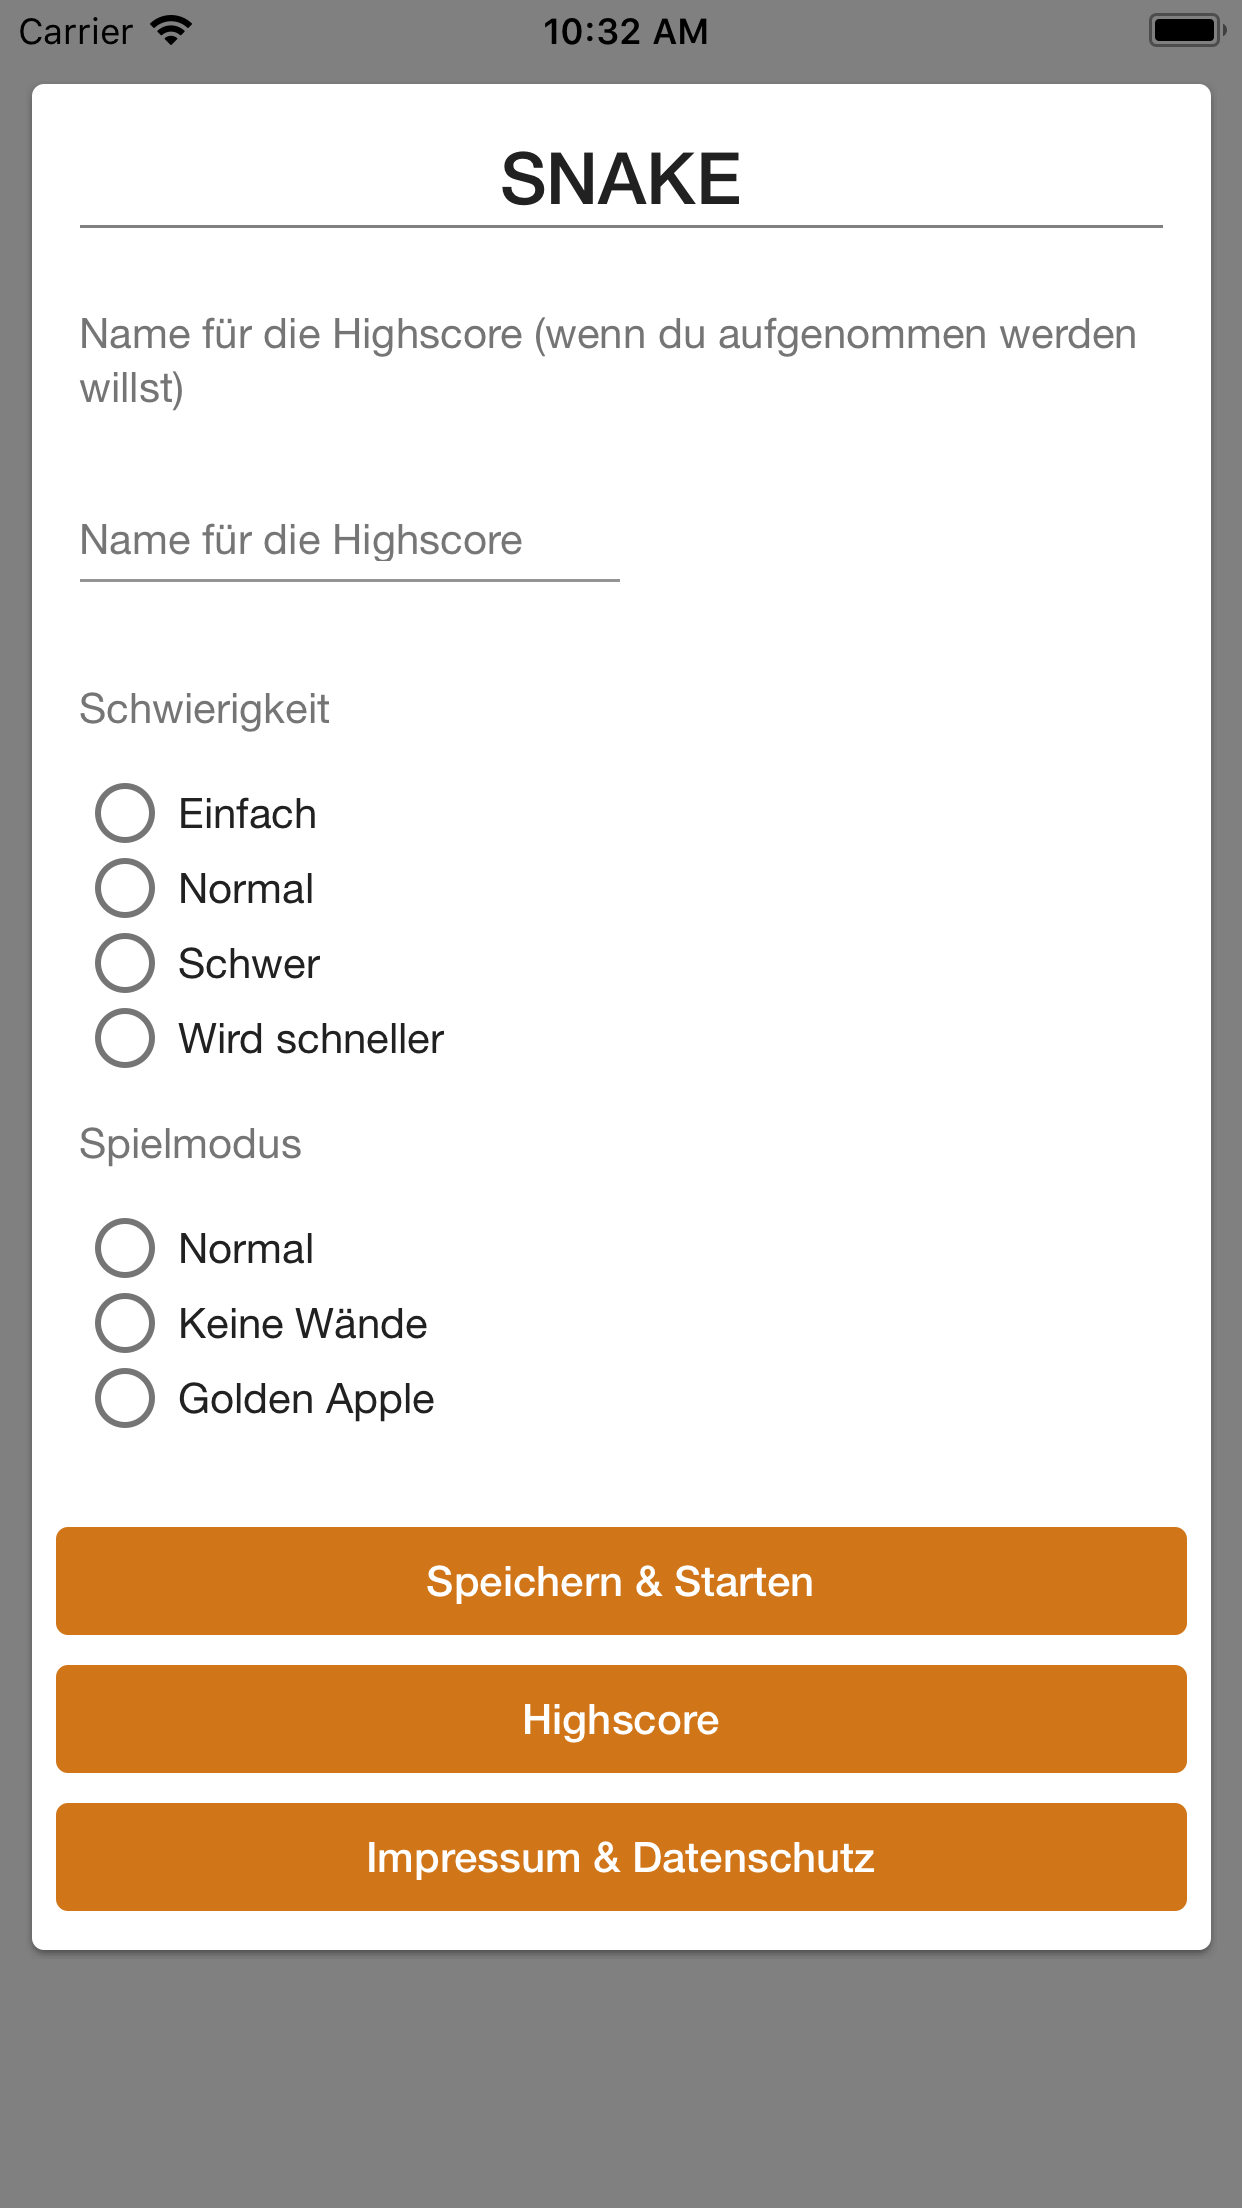 Carrier
10:32 AM
SNAKE
Name für die Highscore (wenn du aufgenommen werden
willst)
Name für die Highscore
Schwierigkeit
Einfach
Normal
Schwer
Wird schneller
Spielmodus
Normal
Keine Wände
Golden Apple
Speichern & Starten
Highscore
Impressum & Datenschutz